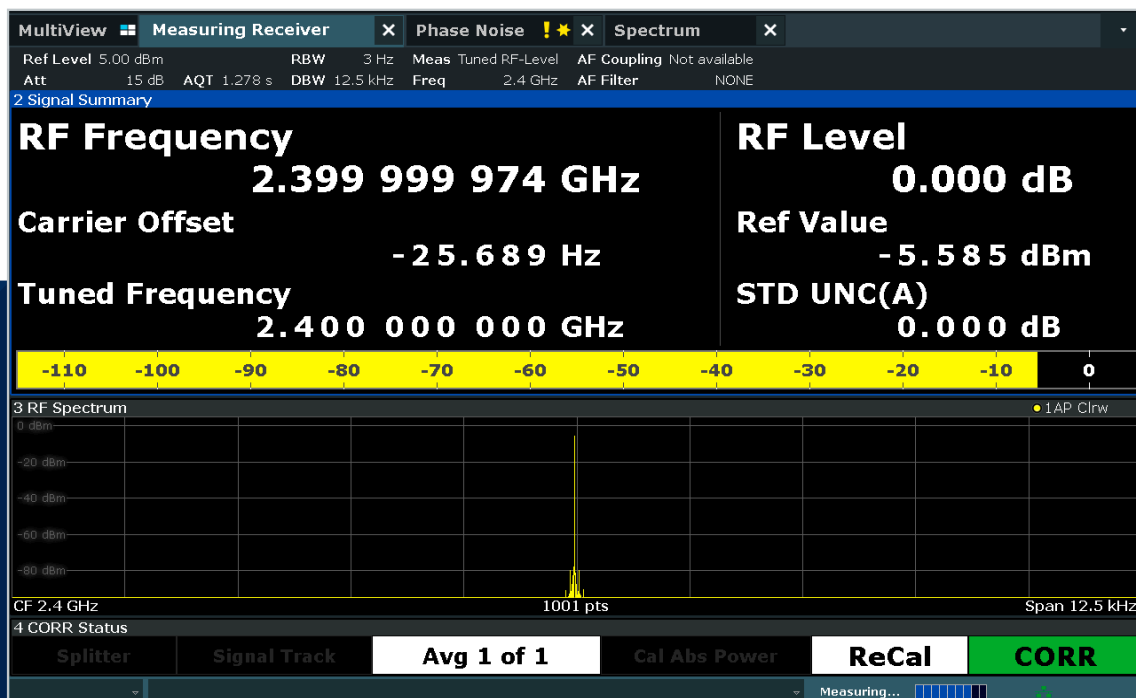 MultiView Measuring Receiver X Phase Noise ! X Spectrum X
Ref Level 5.00 dBm RBW 3 Hz Meas Tuned RF-Level AF Coupling Not available
Att 15 dB AQT 1.278 s DBW 12.5 kHz Freq 2.4 GHz AF Filter NONE
2 Signal Summary
RF Frequency RF Level
2.399 999 974 GHz 0.000 dB
Carrier Offset Ref Value
-25.689 Hz -5.585 dBm
Tuned Frequency STD UNC(A)
2.400 000 000 GHz 0.000 dB
-110 -100 -90 -80 -70 -60 -50 -40 -30 -20 -10 0
3 RF Spectrum 1AP Clrw
0 dBm
-20 dBm
-40 dBm
-60 dBm
-80 dBm
CF 2.4 GHz 1001 pts Span 12.5 kHz
4 CORR Status
Splitter Signal Track Avg 1 of 1 Cal Abs Power ReCal CORR
Measuring...